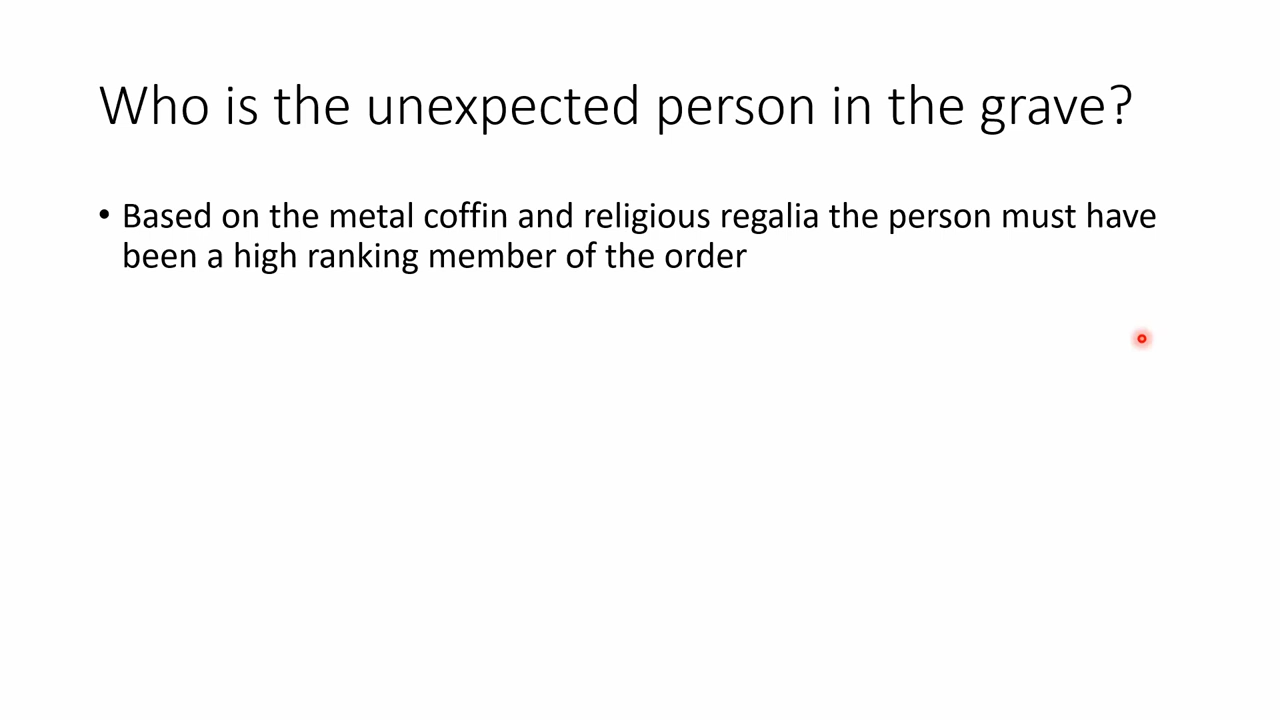 Who is the unexpected person in the grave?
• Based on the metal coffin and religious regalia the person must have
been a high ranking member of the order